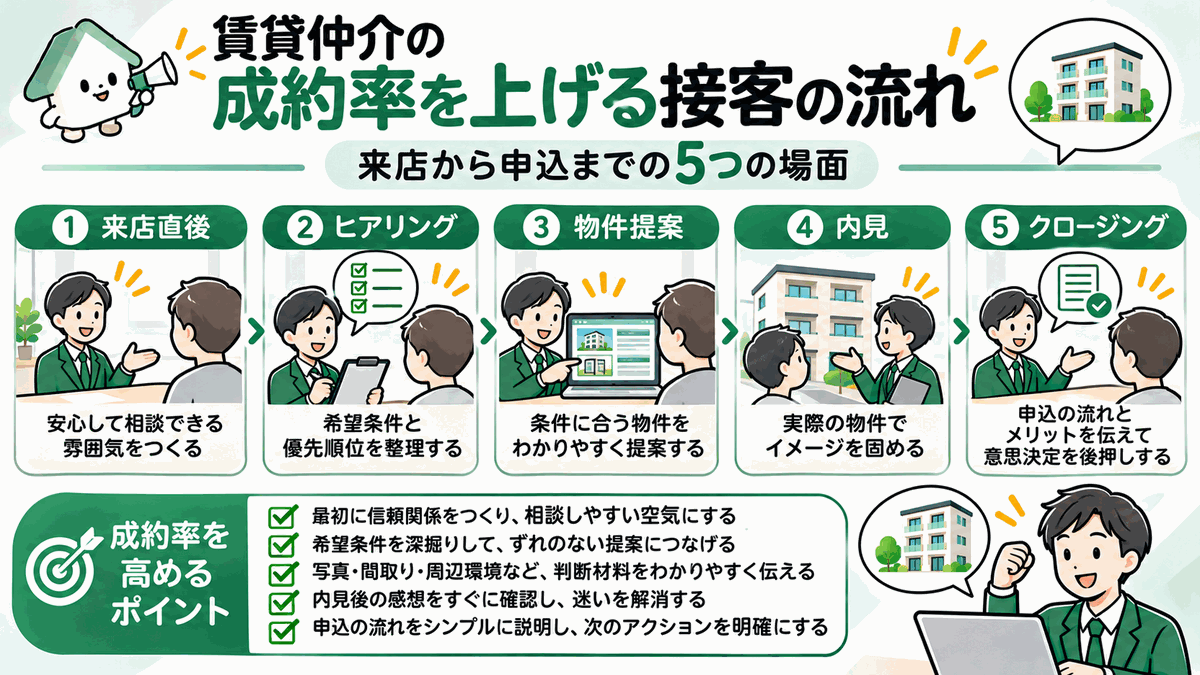 賃貸仲介の
成約率を上げる接客の流れ
来店から申込までの5つの場面
1 来店直後
安心して相談できる
雰囲気をつくる
2 ヒアリング
希望条件と
優先順位を整理する
3 物件提案
条件に合う物件を
わかりやすく提案する
4 内見
実際の物件で
イメージを固める
5 クロージング
申込の流れと
メリットを伝えて
意思決定を後押しする
成約率を
高める
ポイント
最初に信頼関係をつくり、相談しやすい空気にする
希望条件を深掘りして、ずれのない提案につなげる
写真・間取り・周辺環境など、判断材料をわかりやすく伝える
内見後の感想をすぐに確認し、迷いを解消する
申込の流れをシンプルに説明し、次のアクションを明確にする